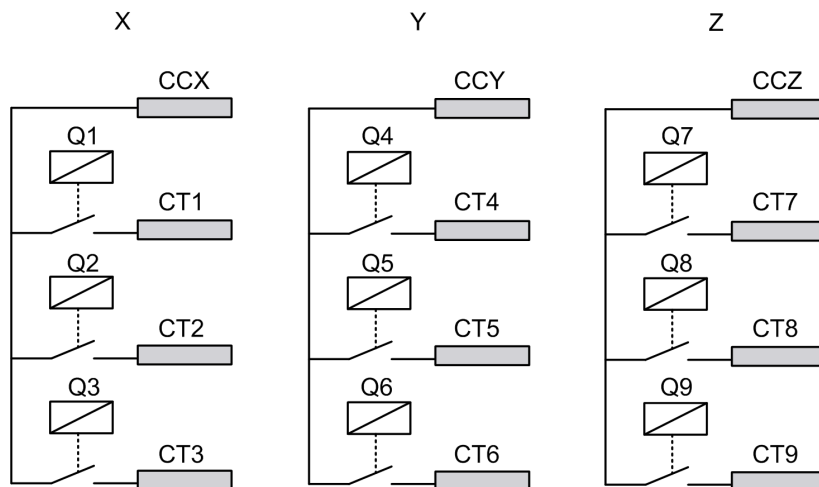 X Y Z
CCX CCY CCZ
Q1 Q4 Q7
CT1 CT4 CT7
Q2 Q5 Q8
CT2 CT5 CT8
Q3 Q6 Q9
CT3 CT6 CT9